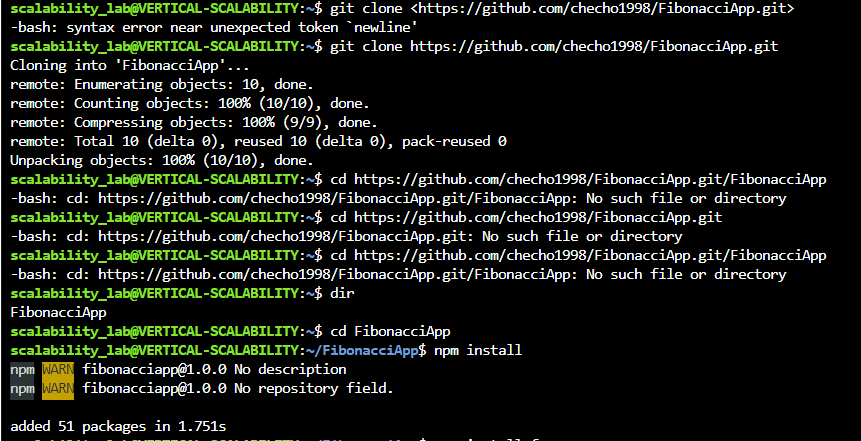 scalability_lab@VERTICAL-SCALABILITY:~$ git clone <https://github.com/checho1998/FibonacciApp.git>
-bash: syntax error near unexpected token `newline'
scalability_lab@VERTICAL-SCALABILITY:~$ git clone https://github.com/checho1998/FibonacciApp.git
Cloning into 'FibonacciApp'...
remote: Enumerating objects: 10, done.
remote: Counting objects: 100% (10/10), done.
remote: Compressing objects: 100% (9/9), done.
remote: Total 10 (delta 0), reused 10 (delta 0), pack-reused 0
Unpacking objects: 100% (10/10), done.
scalability_lab@VERTICAL-SCALABILITY:~$ cd https://github.com/checho1998/FibonacciApp.git/FibonacciApp
-bash: cd: https://github.com/checho1998/FibonacciApp.git/FibonacciApp: No such file or directory
scalability_lab@VERTICAL-SCALABILITY:~$ cd https://github.com/checho1998/FibonacciApp.git
-bash: cd: https://github.com/checho1998/FibonacciApp.git: No such file or directory
scalability_lab@VERTICAL-SCALABILITY:~$ cd https://github.com/checho1998/FibonacciApp.git/FibonacciApp
-bash: cd: https://github.com/checho1998/FibonacciApp.git/FibonacciApp: No such file or directory
scalability_lab@VERTICAL-SCALABILITY:~$ dir
FibonacciApp
scalability_lab@VERTICAL-SCALABILITY:~$ cd FibonacciApp
scalability_lab@VERTICAL-SCALABILITY:~/FibonacciApp$ npm install
npm WARN fibonacciapp@1.0.0 No description
npm WARN fibonacciapp@1.0.0 No repository field.
added 51 packages in 1.751s